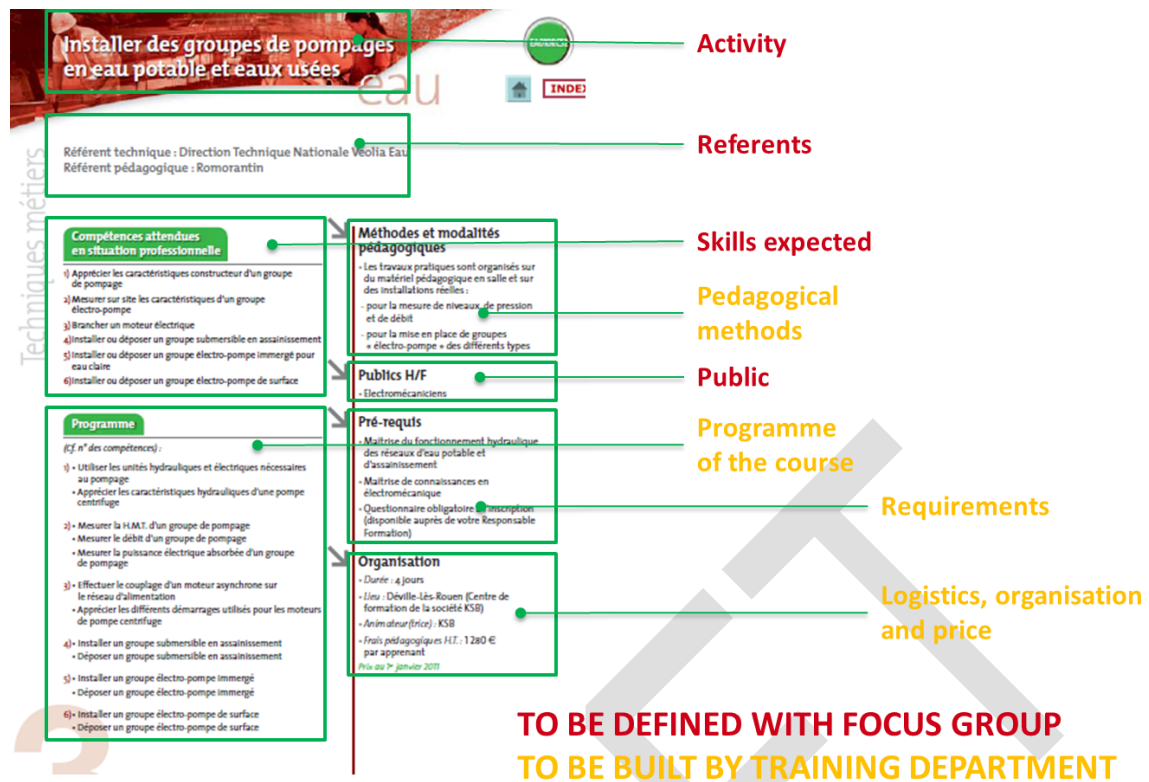 Installer des groupes de pompages
en eau potable et eaux usées
eau
INDEX
Activity
Référent technique : Direction Technique Nationale Veolia Eau
Référent pédagogique : Romorantin
Referents
Techniques métiers
Compétences attendues
en situation professionnelle
1) Apprécier les caractéristiques constructeur d'un groupe
de pompage
2) Mesurer sur site les caractéristiques d'un groupe
électro-pompe
3) Brancher un moteur électrique
4) Installer ou déposer un groupe submersible en assainissement
5) Installer ou déposer un groupe électro-pompe immergé pour
eau claire
6) Installer ou déposer un groupe électro-pompe de surface
Skills expected
Programme
(Cf. n° des compétences) :
1) • Utiliser les unités hydrauliques et électriques nécessaires
au pompage
• Apprécier les caractéristiques hydrauliques d'une pompe
centrifuge
2) • Mesurer la H.M.T. d'un groupe de pompage
• Mesurer le débit d'un groupe de pompage
• Mesurer la puissance électrique absorbée d'un groupe
de pompage
3) • Effectuer le couplage d'un moteur asynchrone sur
le réseau d'alimentation
• Apprécier les différents démarrages utilisés pour les moteurs
de pompe centrifuge
4) • Installer un groupe submersible en assainissement
• Déposer un groupe submersible en assainissement
5) • Installer un groupe électro-pompe immergé
• Déposer un groupe électro-pompe immergé
6) • Installer un groupe électro-pompe de surface
• Déposer un groupe électro-pompe de surface
Méthodes et modalités
pédagogiques
• Les travaux pratiques sont organisés sur
du matériel pédagogique en salle et sur
des installations réelles :
- pour la mesure de niveaux, de pression
et de débit
- pour la mise en place de groupes
« électro-pompe » des différents types
Pedagogical
methods
Publics H/F
• Electromécaniciens
Public
Pré-requis
• Maîtrise du fonctionnement hydraulique
des réseaux d'eau potable et
d'assainissement
• Maîtrise de connaissances en
électromécanique
• Questionnaire obligatoire inscription
(disponible auprès de votre Responsable
Formation)
Programme
of the course
Requirements
Organisation
• Durée : 4 jours
• Lieu : Déville-Lès-Rouen (Centre de
formation de la société KSB)
• Animateur(trice) : KSB
• Frais pédagogiques H.T. : 1 280 €
par apprenant
Prix au 1er janvier 2011
Logistics, organisation
and price
TO BE DEFINED WITH FOCUS GROUP
TO BE BUILT BY TRAINING DEPARTMENT